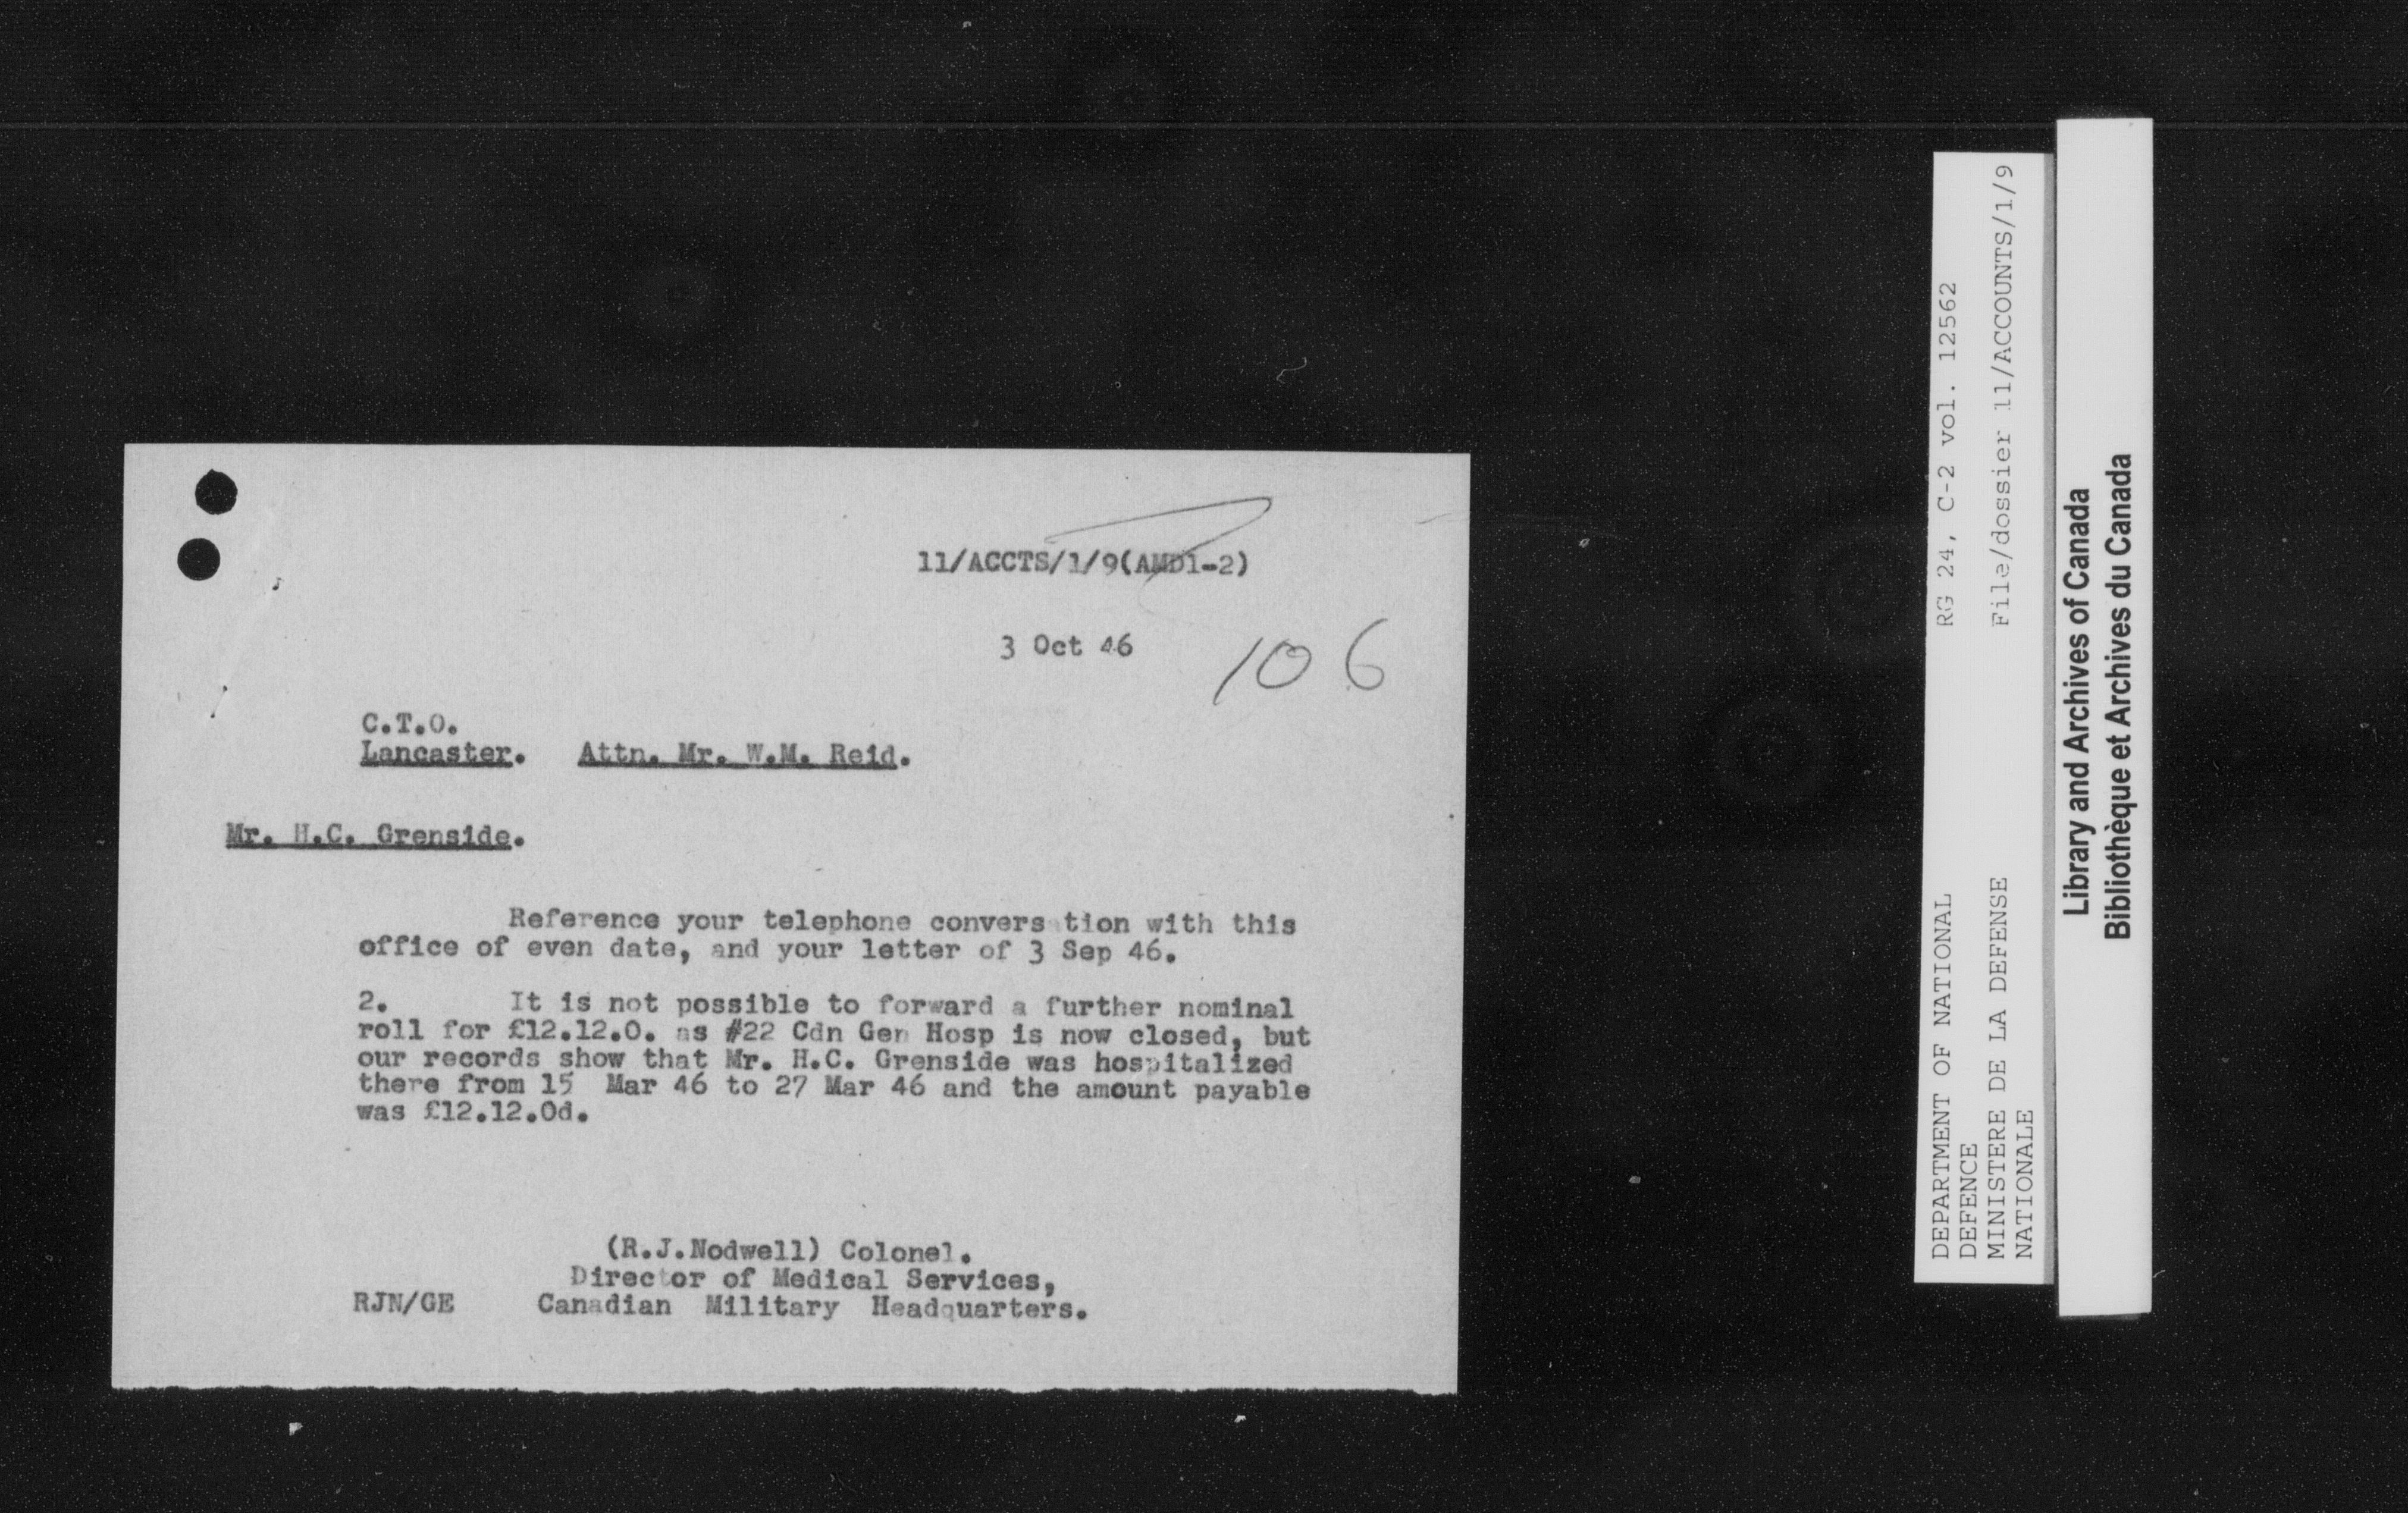 11/ACCTS/1/9(AMD1-2)
3 Oct 46
106
C.T.O.
Lancaster. Attn. Mr. W.M. Reid.
Mr. H.C. Grenside.
Reference your telephone convers tion with this
office of even date, and your letter of 3 Sep 46.
2. It is not possible to forward a further nominal
roll for £12.12.0. as #22 Cdn Gen Hosp is now closed, but
our records show that Mr. H.C. Grenside was hospitalized
there from 15 Mar 46 to 27 Mar 46 and the amount payable
was £12.12.0d.
(R.J.Nodwell) Colonel.
Director of Medical Services,
RJN/GE Canadian Military Headquarters.
DEPARTMENT OF NATIONAL RG 24, C-2 vol. 12562
DEFENCE
MINISTERE DE LA DEFENSE File/dossier 11/ACCOUNTS/1/9
NATIONALE
Library and Archives of Canada
Bibliothèque et Archives du Canada